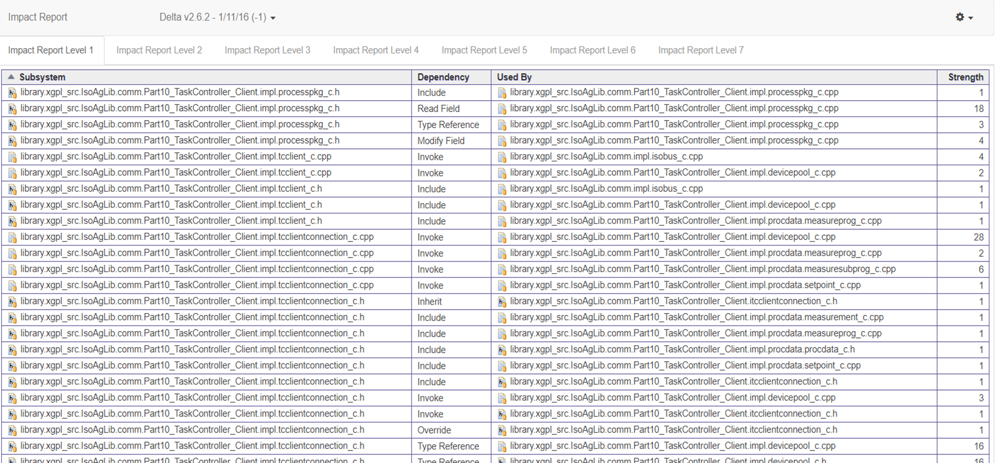 Impact Report Delta v2.6.2 - 1/11/16 (-1)
Impact Report Level 1 Impact Report Level 2 Impact Report Level 3 Impact Report Level 4 Impact Report Level 5 Impact Report Level 6 Impact Report Level 7
Subsystem Dependency Used By Strength
library.xgpl_src.IsoAgLib.comm.Part10_TaskController_Client.impl.processpkg_c.h Include library.xgpl_src.IsoAgLib.comm.Part10_TaskController_Client.impl.processpkg_c.cpp 1
library.xgpl_src.IsoAgLib.comm.Part10_TaskController_Client.impl.processpkg_c.h Read Field library.xgpl_src.IsoAgLib.comm.Part10_TaskController_Client.impl.processpkg_c.cpp 18
library.xgpl_src.IsoAgLib.comm.Part10_TaskController_Client.impl.processpkg_c.h Type Reference library.xgpl_src.IsoAgLib.comm.Part10_TaskController_Client.impl.processpkg_c.cpp 3
library.xgpl_src.IsoAgLib.comm.Part10_TaskController_Client.impl.processpkg_c.h Modify Field library.xgpl_src.IsoAgLib.comm.Part10_TaskController_Client.impl.processpkg_c.cpp 4
library.xgpl_src.IsoAgLib.comm.Part10_TaskController_Client.impl.tcclient_c.cpp Invoke library.xgpl_src.IsoAgLib.comm.impl.isobus_c.cpp 4
library.xgpl_src.IsoAgLib.comm.Part10_TaskController_Client.impl.tcclient_c.cpp Invoke library.xgpl_src.IsoAgLib.comm.Part10_TaskController_Client.impl.devicepool_c.cpp 2
library.xgpl_src.IsoAgLib.comm.Part10_TaskController_Client.impl.tcclient_c.h Include library.xgpl_src.IsoAgLib.comm.impl.isobus_c.cpp 1
library.xgpl_src.IsoAgLib.comm.Part10_TaskController_Client.impl.tcclient_c.h Include library.xgpl_src.IsoAgLib.comm.Part10_TaskController_Client.impl.devicepool_c.cpp 1
library.xgpl_src.IsoAgLib.comm.Part10_TaskController_Client.impl.tcclient_c.h Include library.xgpl_src.IsoAgLib.comm.Part10_TaskController_Client.impl.procdata.measureprog_c.cpp 1
library.xgpl_src.IsoAgLib.comm.Part10_TaskController_Client.impl.tcclientconnection_c.cpp Invoke library.xgpl_src.IsoAgLib.comm.Part10_TaskController_Client.impl.devicepool_c.cpp 28
library.xgpl_src.IsoAgLib.comm.Part10_TaskController_Client.impl.tcclientconnection_c.cpp Invoke library.xgpl_src.IsoAgLib.comm.Part10_TaskController_Client.impl.procdata.measureprog_c.cpp 2
library.xgpl_src.IsoAgLib.comm.Part10_TaskController_Client.impl.tcclientconnection_c.cpp Invoke library.xgpl_src.IsoAgLib.comm.Part10_TaskController_Client.impl.procdata.measuresubprog_c.cpp 6
library.xgpl_src.IsoAgLib.comm.Part10_TaskController_Client.impl.tcclientconnection_c.cpp Invoke library.xgpl_src.IsoAgLib.comm.Part10_TaskController_Client.impl.procdata.setpoint_c.cpp 1
library.xgpl_src.IsoAgLib.comm.Part10_TaskController_Client.impl.tcclientconnection_c.h Inherit library.xgpl_src.IsoAgLib.comm.Part10_TaskController_Client.itcclientconnection_c.h 1
library.xgpl_src.IsoAgLib.comm.Part10_TaskController_Client.impl.tcclientconnection_c.h Include library.xgpl_src.IsoAgLib.comm.Part10_TaskController_Client.impl.procdata.measurement_c.cpp 1
library.xgpl_src.IsoAgLib.comm.Part10_TaskController_Client.impl.tcclientconnection_c.h Include library.xgpl_src.IsoAgLib.comm.Part10_TaskController_Client.impl.procdata.measureprog_c.cpp 1
library.xgpl_src.IsoAgLib.comm.Part10_TaskController_Client.impl.tcclientconnection_c.h Include library.xgpl_src.IsoAgLib.comm.Part10_TaskController_Client.impl.procdata.procdata_c.h 1
library.xgpl_src.IsoAgLib.comm.Part10_TaskController_Client.impl.tcclientconnection_c.h Include library.xgpl_src.IsoAgLib.comm.Part10_TaskController_Client.impl.procdata.setpoint_c.cpp 1
library.xgpl_src.IsoAgLib.comm.Part10_TaskController_Client.impl.tcclientconnection_c.h Include library.xgpl_src.IsoAgLib.comm.Part10_TaskController_Client.itcclientconnection_c.h 1
library.xgpl_src.IsoAgLib.comm.Part10_TaskController_Client.impl.tcclientconnection_c.h Invoke library.xgpl_src.IsoAgLib.comm.Part10_TaskController_Client.impl.devicepool_c.cpp 3
library.xgpl_src.IsoAgLib.comm.Part10_TaskController_Client.impl.tcclientconnection_c.h Invoke library.xgpl_src.IsoAgLib.comm.Part10_TaskController_Client.itcclientconnection_c.h 1
library.xgpl_src.IsoAgLib.comm.Part10_TaskController_Client.impl.tcclientconnection_c.h Override library.xgpl_src.IsoAgLib.comm.Part10_TaskController_Client.itcclientconnection_c.h 1
library.xgpl_src.IsoAgLib.comm.Part10_TaskController_Client.impl.tcclientconnection_c.h Type Reference library.xgpl_src.IsoAgLib.comm.Part10_TaskController_Client.impl.devicepool_c.cpp 16
library.xgpl_src.IsoAgLib.comm.Part10_TaskController_Client.impl.tcclientconnection_c.h Type Reference library.xgpl_src.IsoAgLib.comm.Part10_TaskController_Client.impl.devicepool_c.h 16